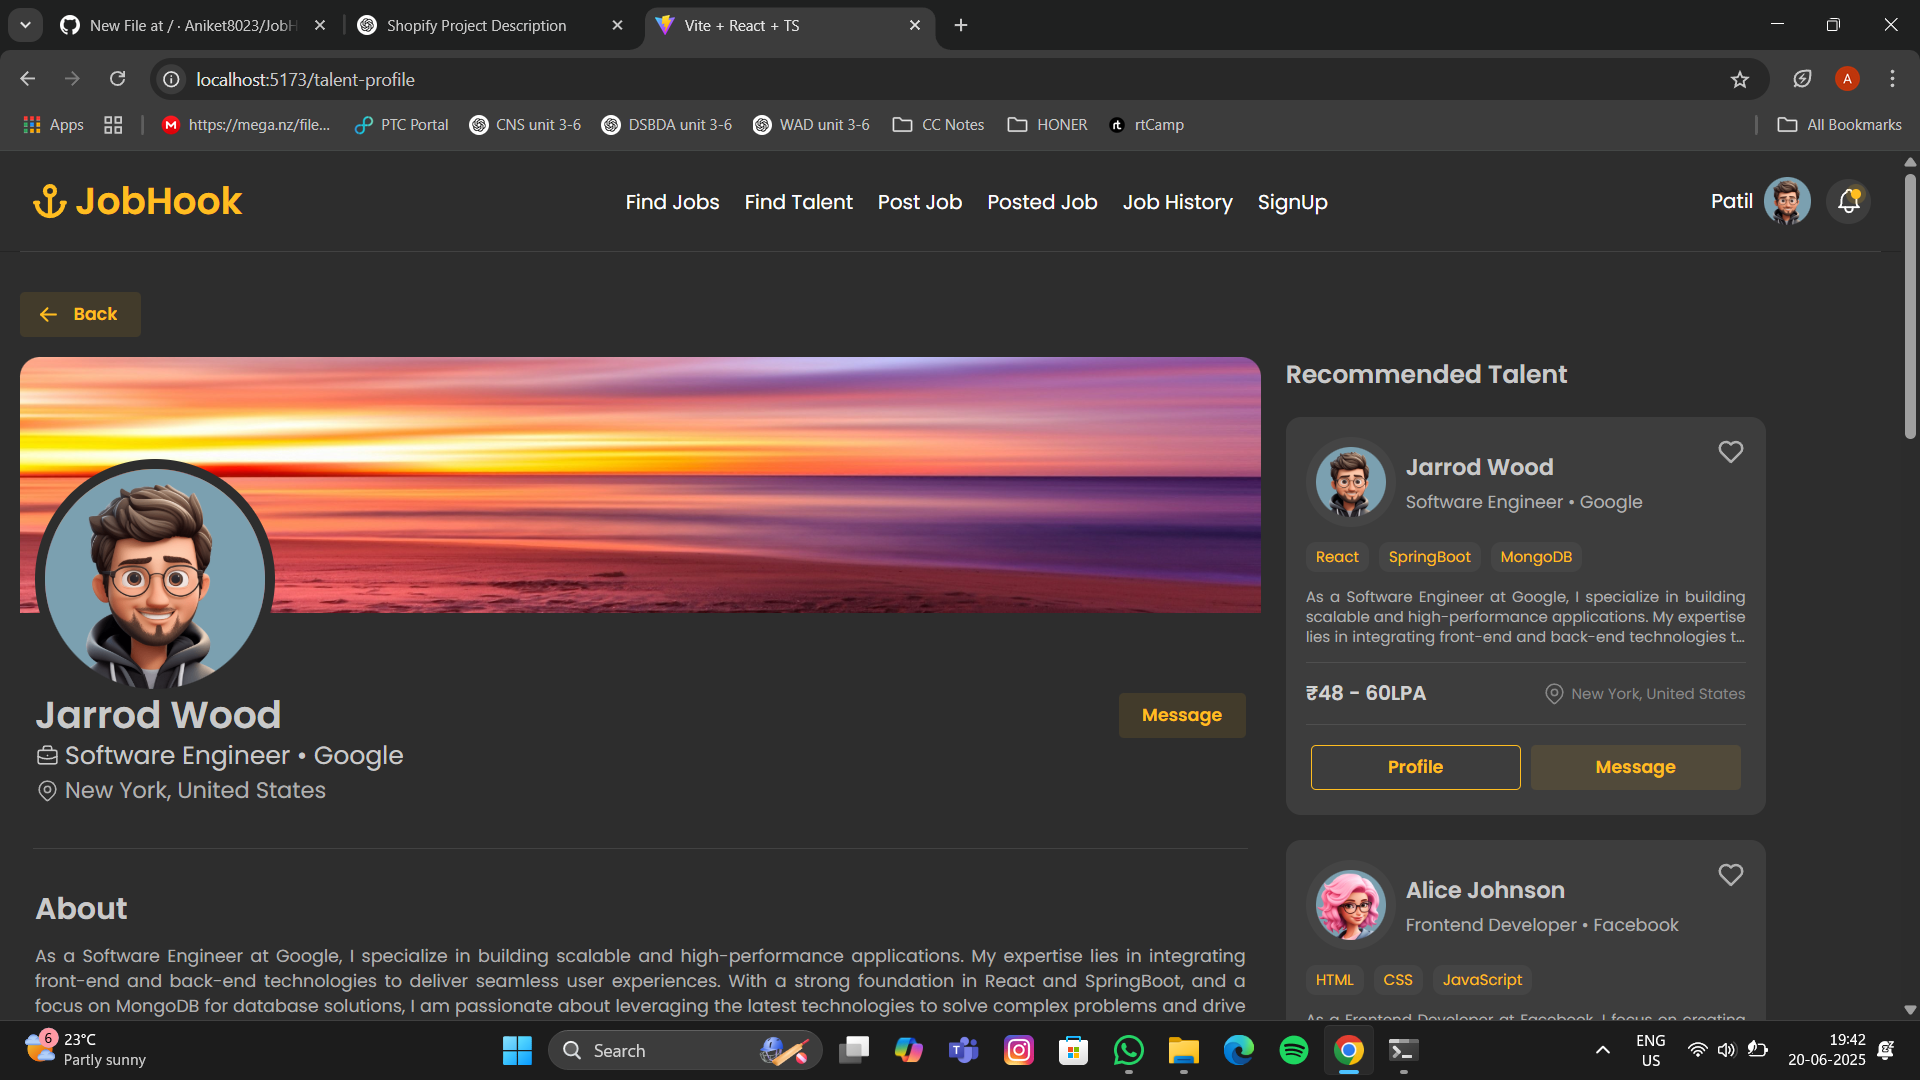 New File at / · Aniket8023/JobH
Shopify Project Description
Vite + React + TS
localhost:5173/talent-profile
A
Apps
https://mega.nz/file...
PTC Portal
CNS unit 3-6
DSBDA unit 3-6
WAD unit 3-6
CC Notes
HONER
rt
rtCamp
All Bookmarks
JobHook
Find Jobs
Find Talent
Post Job
Posted Job
Job History
SignUp
Patil
Back
Jarrod Wood
Software Engineer • Google
New York, United States
Message
About
As a Software Engineer at Google, I specialize in building scalable and high-performance applications. My expertise lies in integrating
front-end and back-end technologies to deliver seamless user experiences. With a strong foundation in React and SpringBoot, and a
focus on MongoDB for database solutions, I am passionate about leveraging the latest technologies to solve complex problems and drive
Recommended Talent
Jarrod Wood
Software Engineer • Google
React
SpringBoot
MongoDB
As a Software Engineer at Google, I specialize in building
scalable and high-performance applications. My expertise
lies in integrating front-end and back-end technologies t...
₹48 - 60LPA
New York, United States
Profile
Message
Alice Johnson
Frontend Developer • Facebook
HTML
CSS
JavaScript
As a Frontend Developer at Facebook, I focus on creating
6
23°C
Partly sunny
Search
ENG
US
19:42
20-06-2025